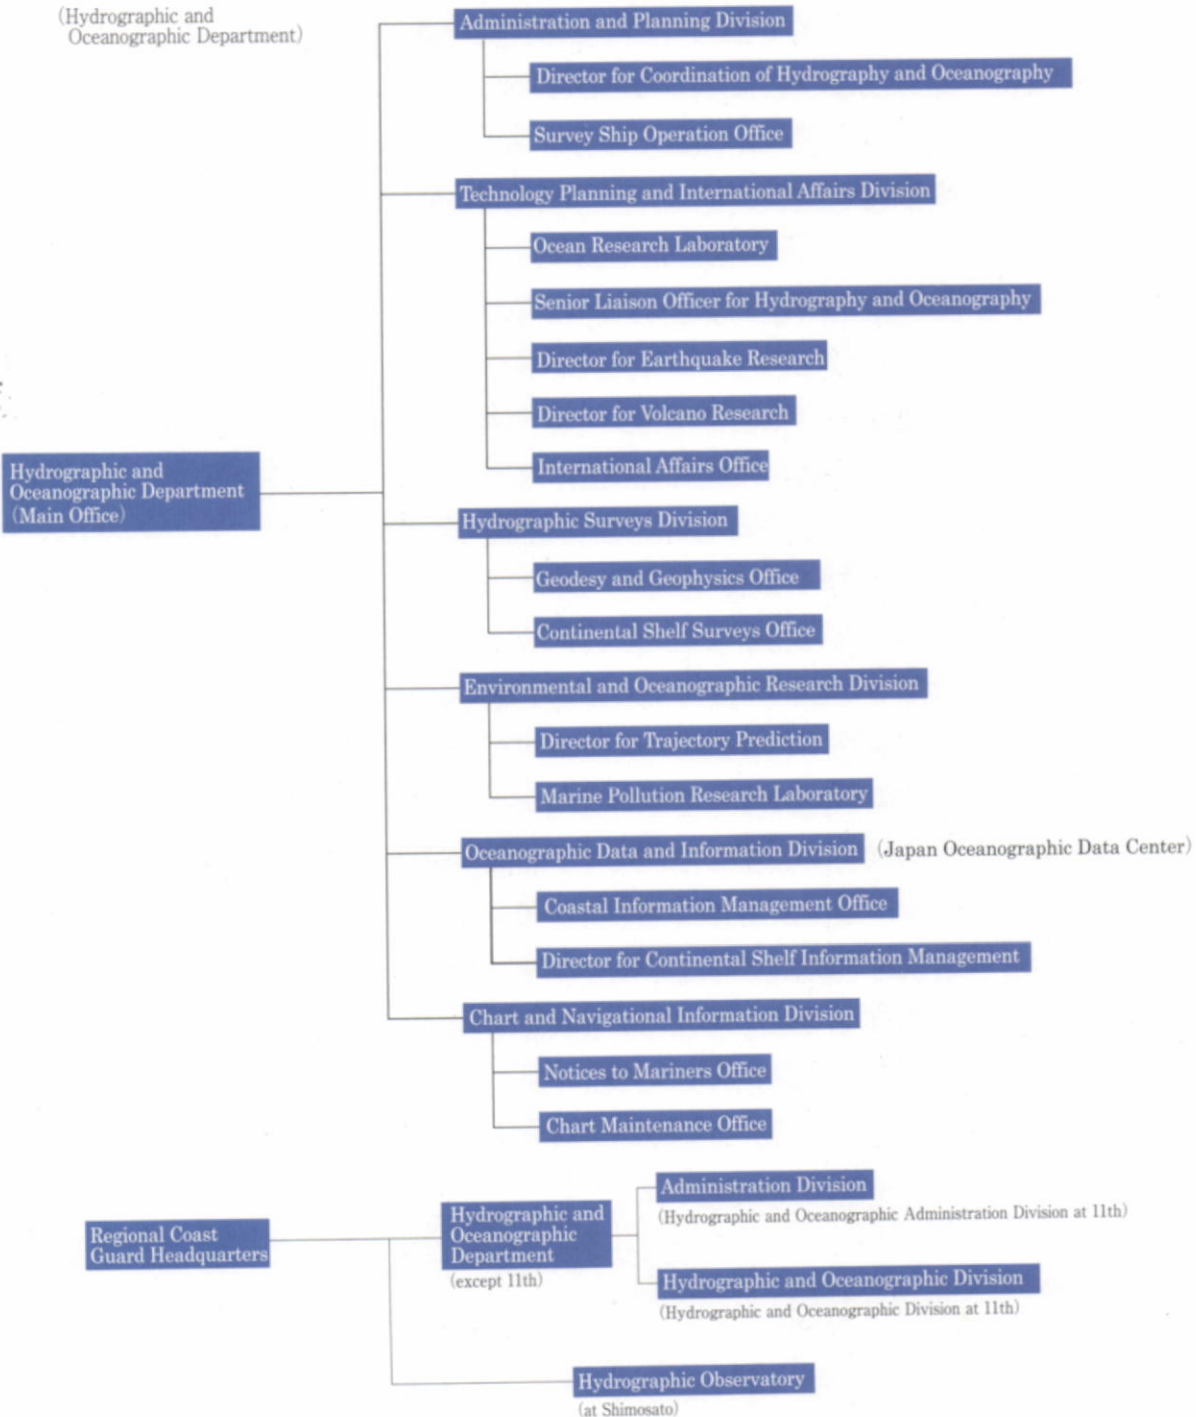 (Hydrographic and
Oceanographic Department)
Administration and Planning Division
Director for Coordination of Hydrography and Oceanography
Survey Ship Operation Office
Technology Planning and International Affairs Division
Ocean Research Laboratory
Senior Liaison Officer for Hydrography and Oceanography
Director for Earthquake Research
Director for Volcano Research
International Affairs Office
Hydrographic and
Oceanographic Department
(Main Office)
Hydrographic Surveys Division
Geodesy and Geophysics Office
Continental Shelf Surveys Office
Environmental and Oceanographic Research Division
Director for Trajectory Prediction
Marine Pollution Research Laboratory
Oceanographic Data and Information Division (Japan Oceanographic Data Center)
Coastal Information Management Office
Director for Continental Shelf Information Management
Chart and Navigational Information Division
Notices to Mariners Office
Chart Maintenance Office
Regional Coast
Guard Headquarters
Hydrographic and
Oceanographic
Department
(except 11th)
Administration Division
(Hydrographic and Oceanographic Administration Division at 11th)
Hydrographic and Oceanographic Division
(Hydrographic and Oceanographic Division at 11th)
Hydrographic Observatory
(at Shimosato)